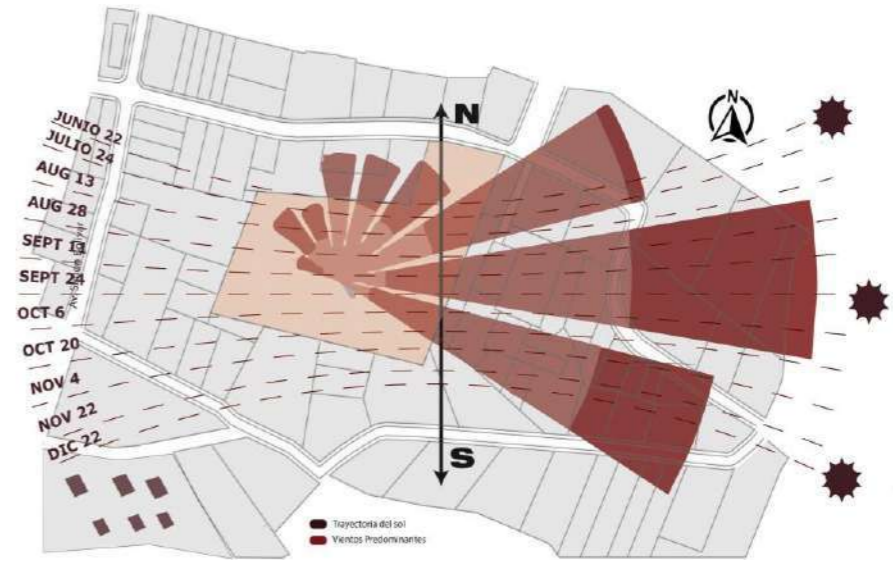 N
N
JUNIO 22
JULIO 24
AUG 13
AUG 28
SEPT 11
SEPT 24
OCT 6
OCT 20
NOV 4
NOV 22
DIC 22
S
Trayectoria del sol
Vientos Predominantes